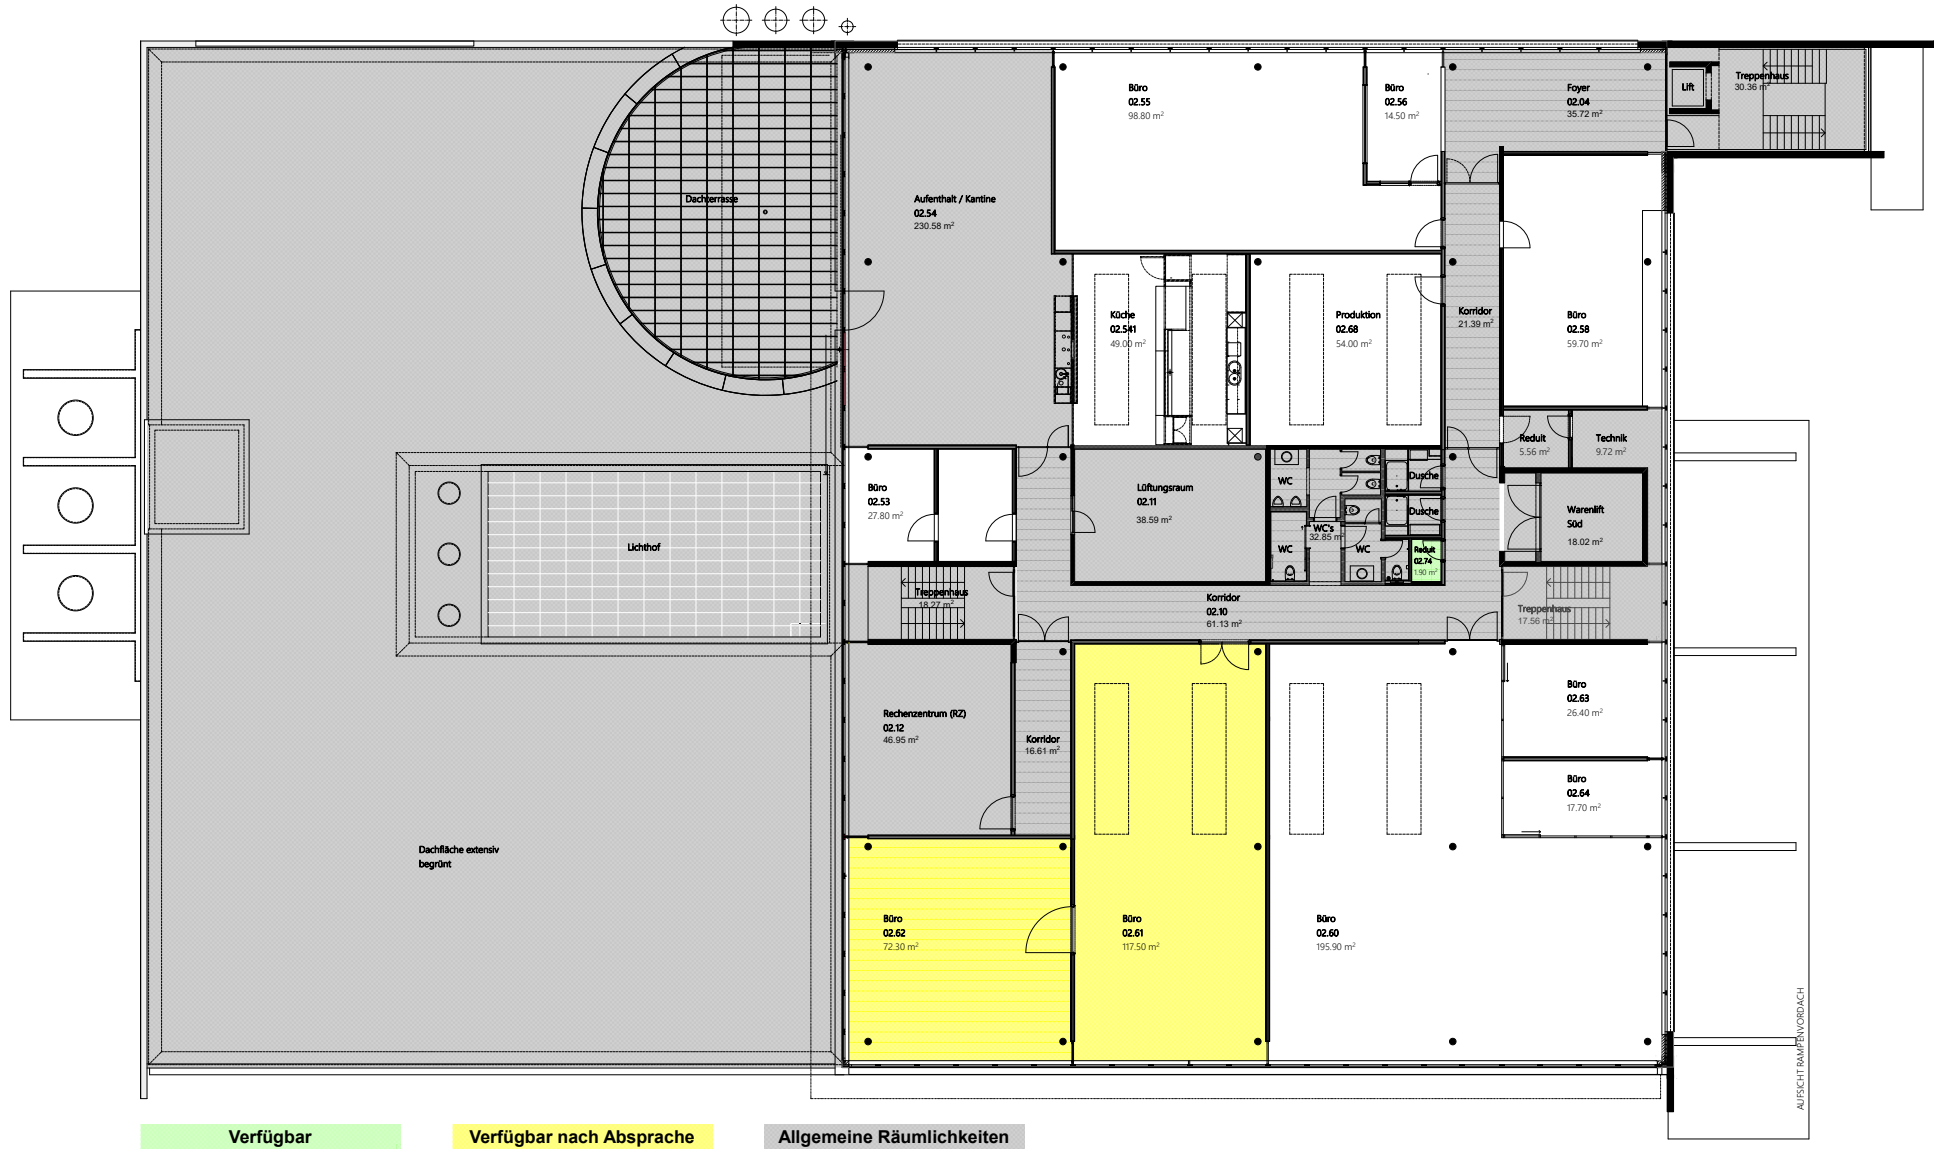 Lift
Treppenhaus
30.36 m²
Büro
02.55
98.80 m²
Büro
02.56
14.50 m²
Foyer
02.04
35.72 m²
Dachterrasse
Aufenthalt / Kantine
02.54
230.58 m²
Küche
02.541
49.00 m²
Produktion
02.68
54.00 m²
Korridor
21.39 m²
Büro
02.58
59.70 m²
Reduit
5.56 m²
Technik
9.72 m²
Büro
02.53
27.80 m²
Lüftungsraum
02.11
38.59 m²
WC
Dusche
Dusche
WC's
32.85 m²
WC
WC
Reduit
02.74
1.90 m²
Warenlift
Süd
18.02 m²
Lichthof
Treppenhaus
18.27 m²
Korridor
02.10
61.13 m²
Treppenhaus
17.56 m²
Rechenzentrum (RZ)
02.12
46.95 m²
Korridor
16.61 m²
Büro
02.63
26.40 m²
Büro
02.64
17.70 m²
Dachfläche extensiv
begrünt
Büro
02.62
72.30 m²
Büro
02.61
117.50 m²
Büro
02.60
195.90 m²
AUFSICHT RAMPENVORDACH
Verfügbar
Verfügbar nach Absprache
Allgemeine Räumlichkeiten